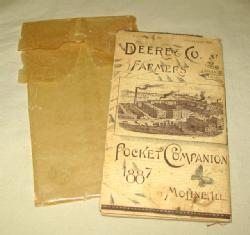 DEERE & CO.
FARMERS
POCKET COMPANION
1887
MOLINE, ILL.